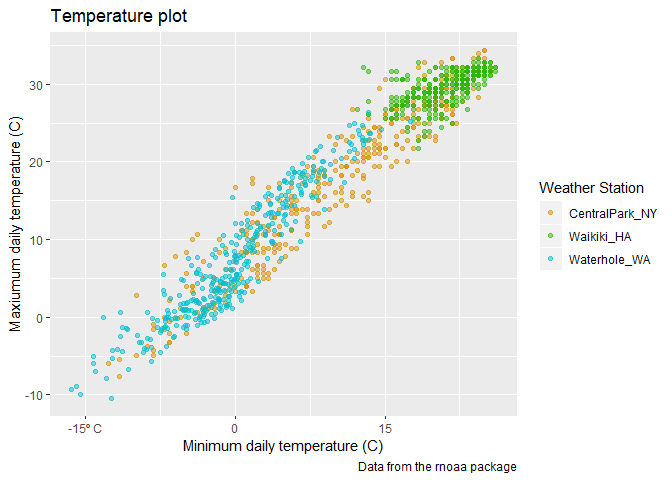 Temperature plot
Maxiumum daily temperature (C)
30
20
10
0
-10
-15º C
0
15
Minimum daily temperature (C)
Data from the rnoaa package
Weather Station
CentralPark_NY
Waikiki_HA
Waterhole_WA